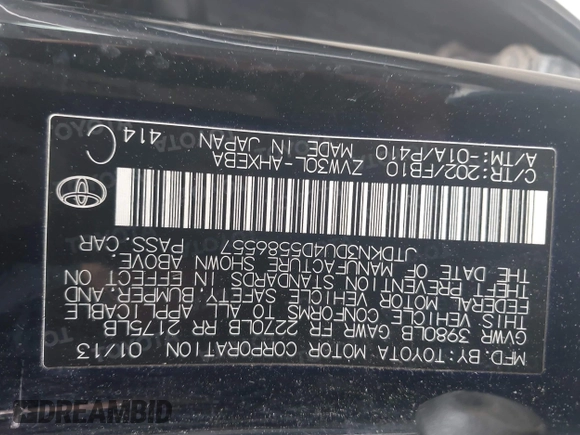 MFD. BY: TOYOTA MOTOR CORPORATION 01/13
GVWR 3980LB GAWR FR 2270LB RR 2175LB
THIS VEHICLE CONFORMS TO ALL APPLICABLE
FEDERAL MOTOR VEHICLE SAFETY, BUMPER, AND
THEFT PREVENTION STANDARDS IN EFFECT ON
THE DATE OF MANUFACTURE SHOWN ABOVE.
JTDKN3DU4D5586557 PASS. CAR
C/TR: 202/FB10 ZVW30L-AHXEBA
A/TM: -01A/P410 MADE IN JAPAN 414 C
DREAMBID